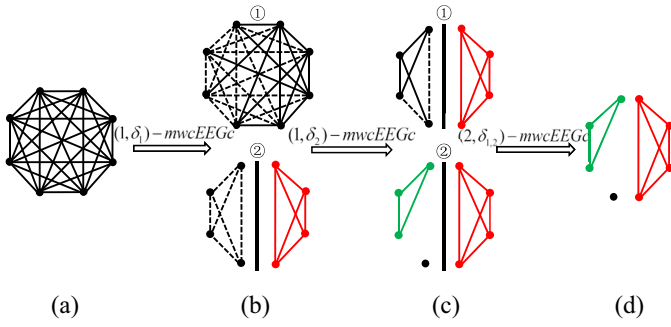 ① ①
(1, δ₁) − mwcEEGc (1, δ₂) − mwcEEGc (2, δ₁,₂) − mwcEEGc
② ②
(a) (b) (c) (d)